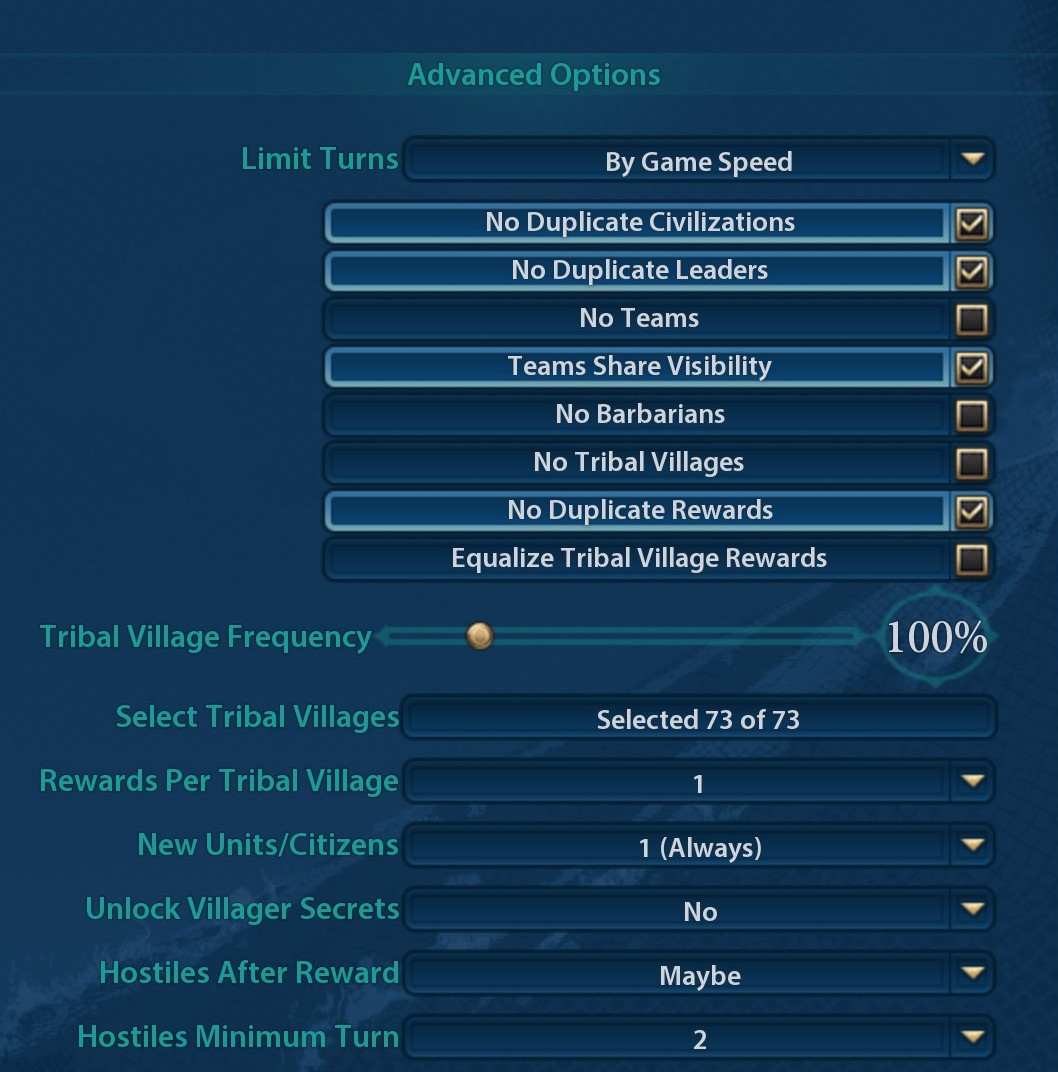 Advanced Options
Limit Turns By Game Speed
No Duplicate Civilizations
No Duplicate Leaders
No Teams
Teams Share Visibility
No Barbarians
No Tribal Villages
No Duplicate Rewards
Equalize Tribal Village Rewards
Tribal Village Frequency 100%
Select Tribal Villages Selected 73 of 73
Rewards Per Tribal Village 1
New Units/Citizens 1 (Always)
Unlock Villager Secrets No
Hostiles After Reward Maybe
Hostiles Minimum Turn 2